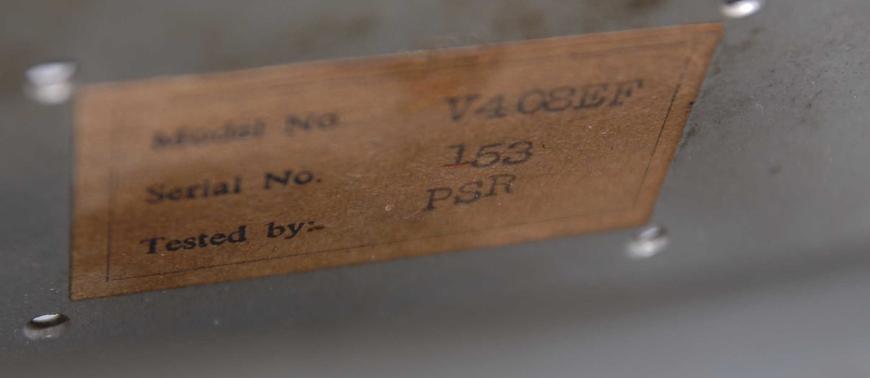 Model No. V408EF
Serial No. 153
Tested by:- PSR